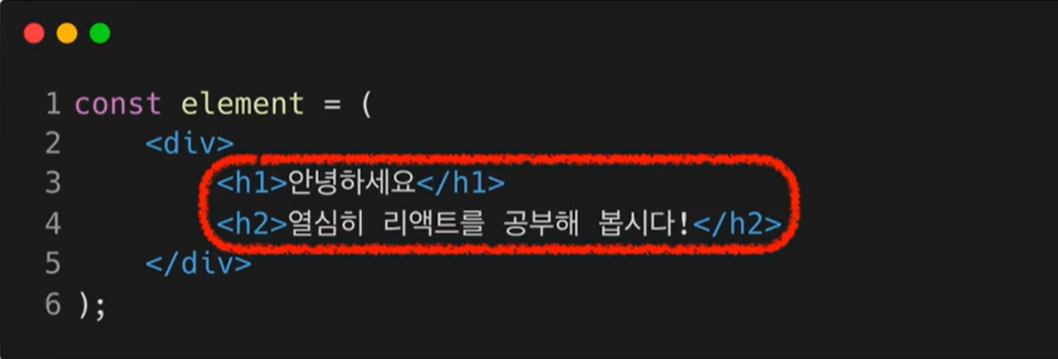 1 const element = (
2 <div>
3 <h1>안녕하세요</h1>
4 <h2>열심히 리액트를 공부해 봅시다!</h2>
5 </div>
6 );